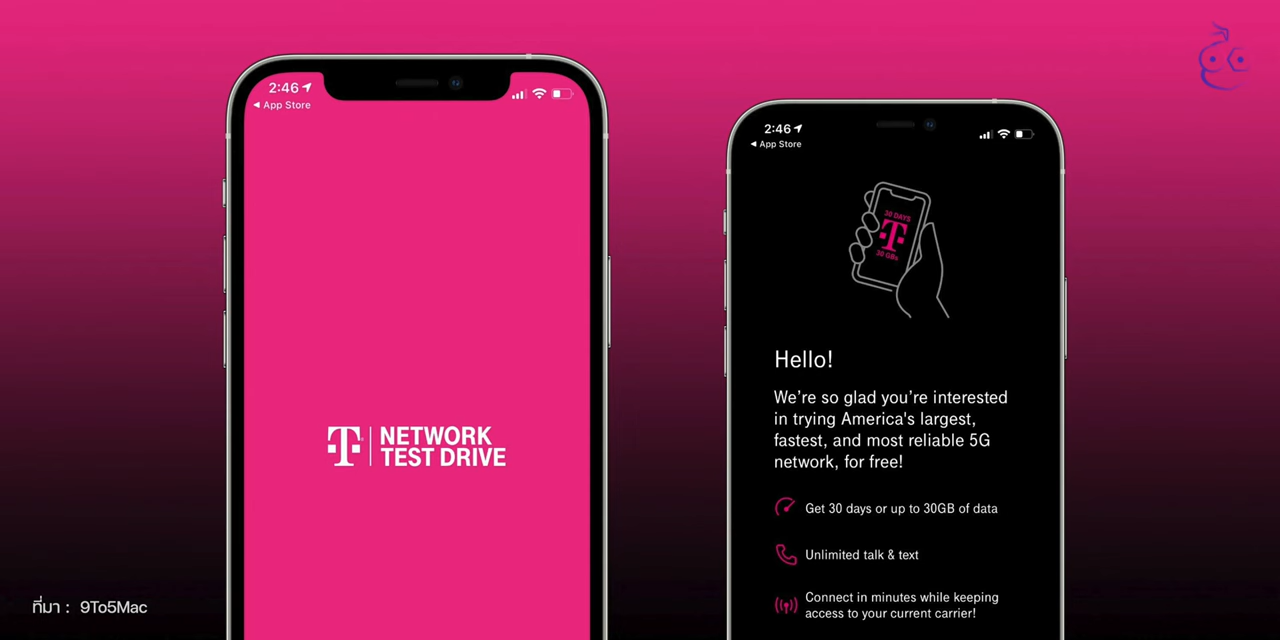 2:46
App Store
T NETWORK
TEST DRIVE
2:46
App Store
30 DAYS
T
30 GBs
Hello!
We're so glad you're interested
in trying America's largest,
fastest, and most reliable 5G
network, for free!
Get 30 days or up to 30GB of data
Unlimited talk & text
Connect in minutes while keeping
access to your current carrier!
ที่มา : 9To5Mac